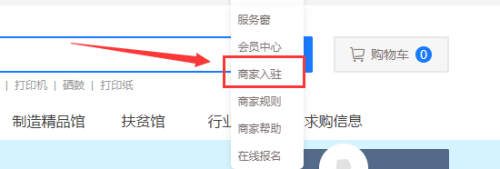 服务窗
会员中心
购物车 0
商家入驻
| 打印机 | 硒鼓 | 打印纸
商家规则
制造精品馆 扶贫馆 行业 求购信息
商家帮助
在线报名